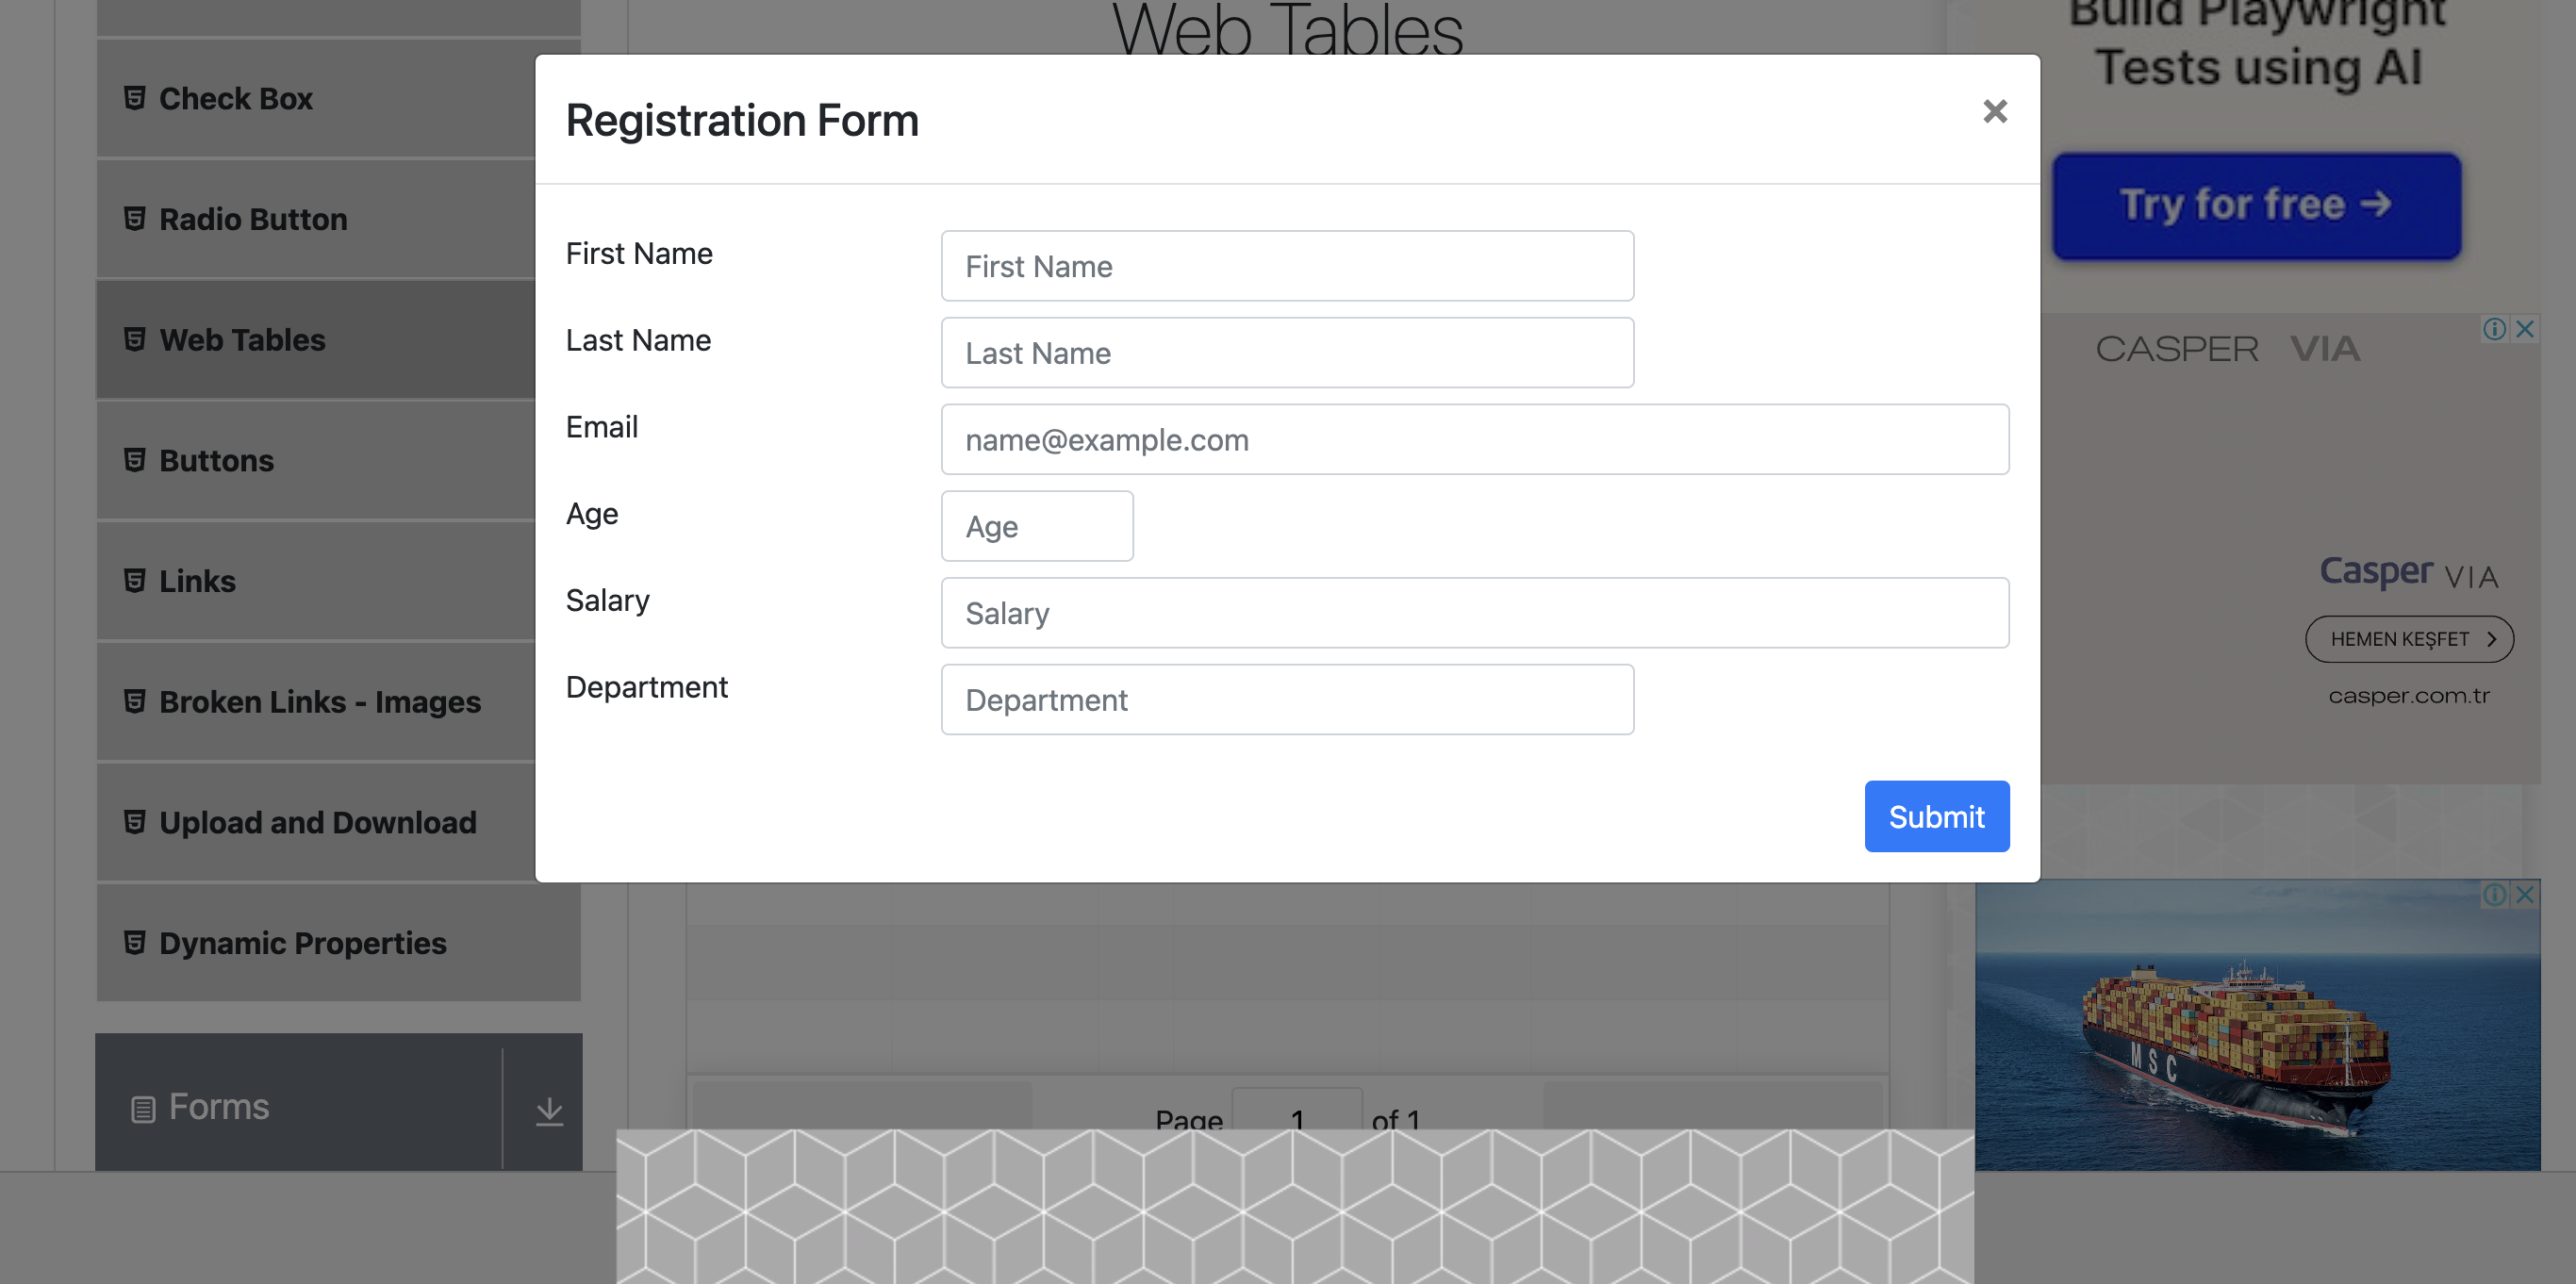 Web Tables
Build Playwright
Tests using AI
Try for free →
Check Box
Radio Button
Web Tables
Buttons
Links
Broken Links - Images
Upload and Download
Dynamic Properties
Forms
Registration Form
×
First Name
First Name
Last Name
Last Name
Email
name@example.com
Age
Age
Salary
Salary
Department
Department
Submit
Page 1 of 1
CASPER VIA
Casper VIA
HEMEN KEŞFET
casper.com.tr
MSC